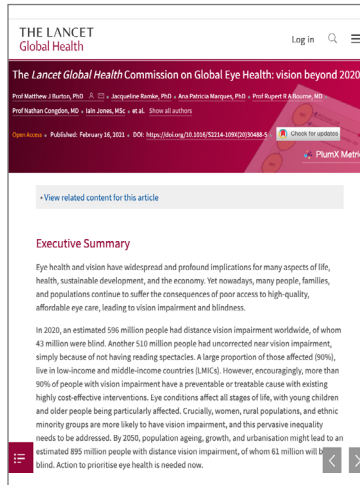 THE LANCET
Global Health
Log in
The Lancet Global Health Commission on Global Eye Health: vision beyond 2020
Prof Matthew J Burton, PhD • Jacqueline Ramke, PhD • Ana Patricia Marques, PhD • Prof Rupert R A Bourne, MD •
Prof Nathan Congdon, MD • Iain Jones, MSc • et al. Show all authors
Open Access • Published: February 16, 2021 • DOI: https://doi.org/10.1016/S2214-109X(20)30488-5
Check for updates
PlumX Metric
• View related content for this article
Executive Summary
Eye health and vision have widespread and profound implications for many aspects of life,
health, sustainable development, and the economy. Yet nowadays, many people, families,
and populations continue to suffer the consequences of poor access to high-quality,
affordable eye care, leading to vision impairment and blindness.
In 2020, an estimated 596 million people had distance vision impairment worldwide, of whom
43 million were blind. Another 510 million people had uncorrected near vision impairment,
simply because of not having reading spectacles. A large proportion of those affected (90%),
live in low-income and middle-income countries (LMICs). However, encouragingly, more than
90% of people with vision impairment have a preventable or treatable cause with existing
highly cost-effective interventions. Eye conditions affect all stages of life, with young children
and older people being particularly affected. Crucially, women, rural populations, and ethnic
minority groups are more likely to have vision impairment, and this pervasive inequality
needs to be addressed. By 2050, population ageing, growth, and urbanisation might lead to an
estimated 895 million people with distance vision impairment, of whom 61 million will be
blind. Action to prioritise eye health is needed now.